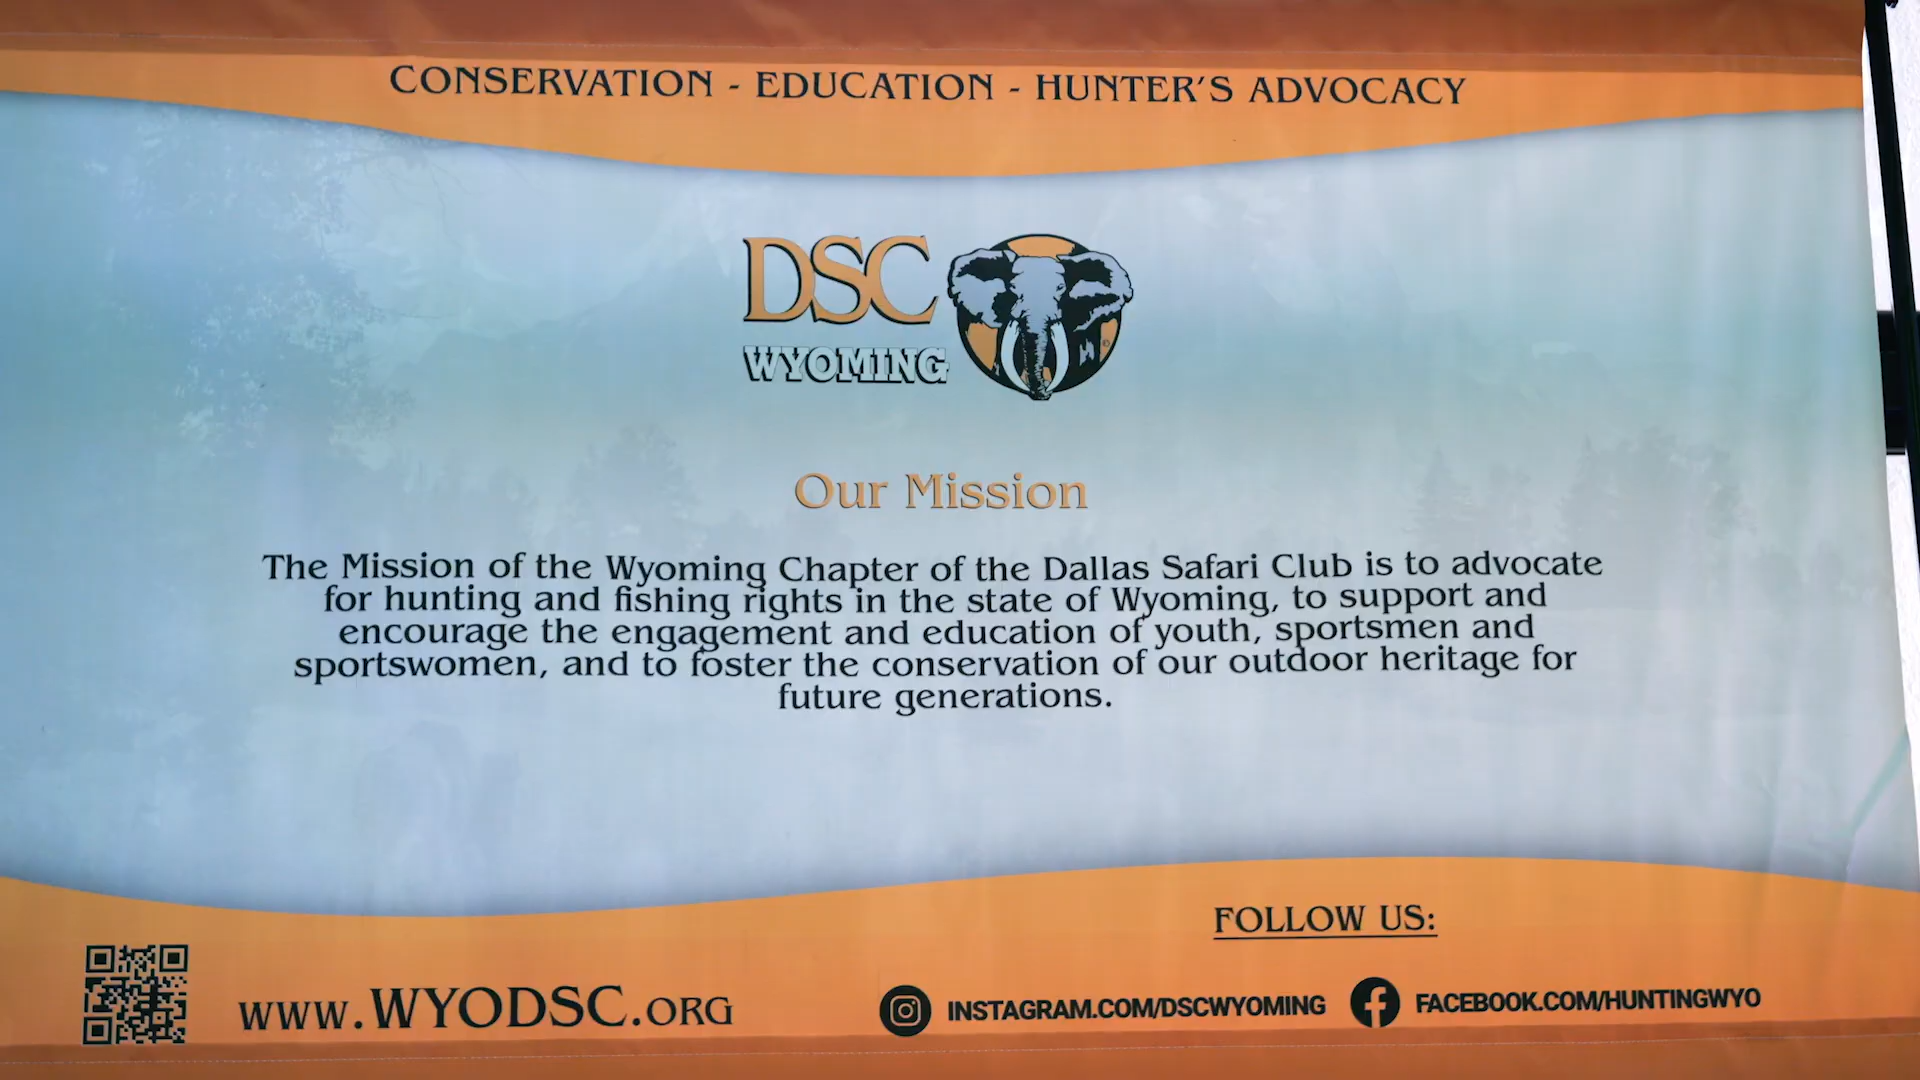 CONSERVATION - EDUCATION - HUNTER'S ADVOCACY
DSC
WYOMING
Our Mission
The Mission of the Wyoming Chapter of the Dallas Safari Club is to advocate
for hunting and fishing rights in the state of Wyoming, to support and
encourage the engagement and education of youth, sportsmen and
sportswomen, and to foster the conservation of our outdoor heritage for
future generations.
FOLLOW US:
www.WYODSC.ORG
INSTAGRAM.COM/DSCWYOMING
FACEBOOK.COM/HUNTINGWYO